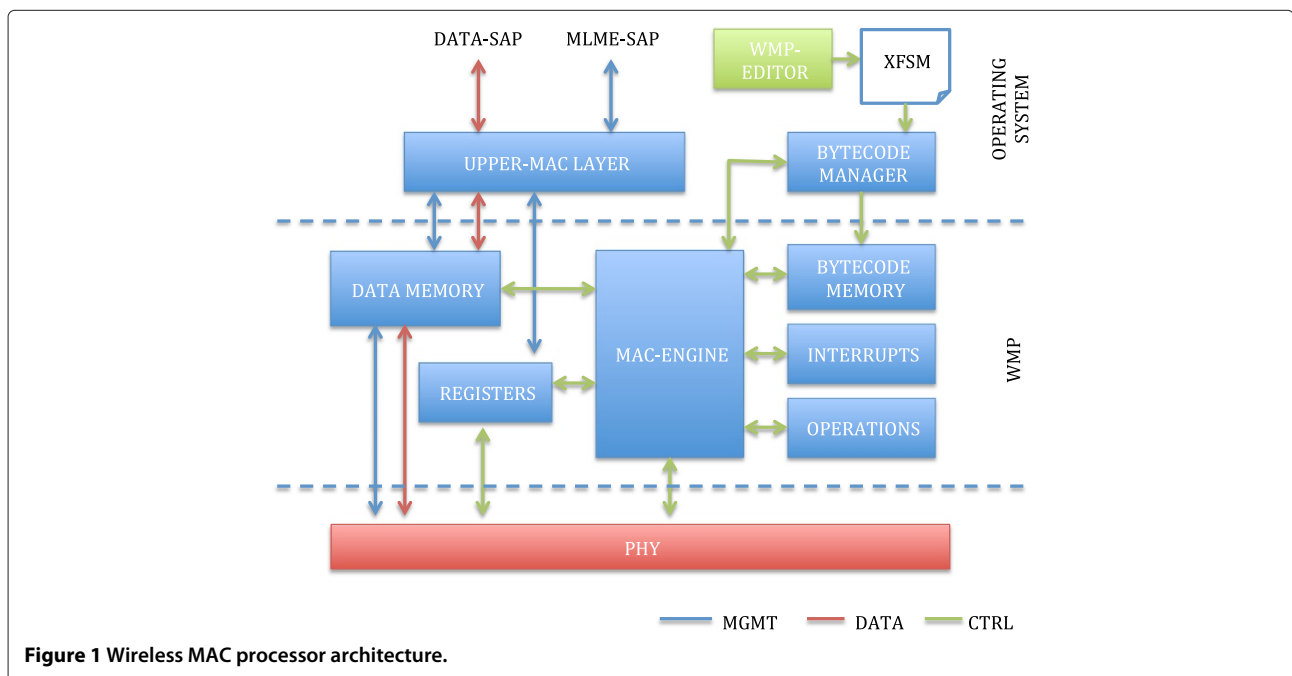 DATA-SAP
MLME-SAP
WMP-
EDITOR
XFSM
OPERATING
SYSTEM
UPPER-MAC LAYER
BYTECODE
MANAGER
DATA MEMORY
MAC-ENGINE
BYTECODE
MEMORY
INTERRUPTS
WMP
REGISTERS
OPERATIONS
PHY
MGMT
DATA
CTRL
Figure 1 Wireless MAC processor architecture.